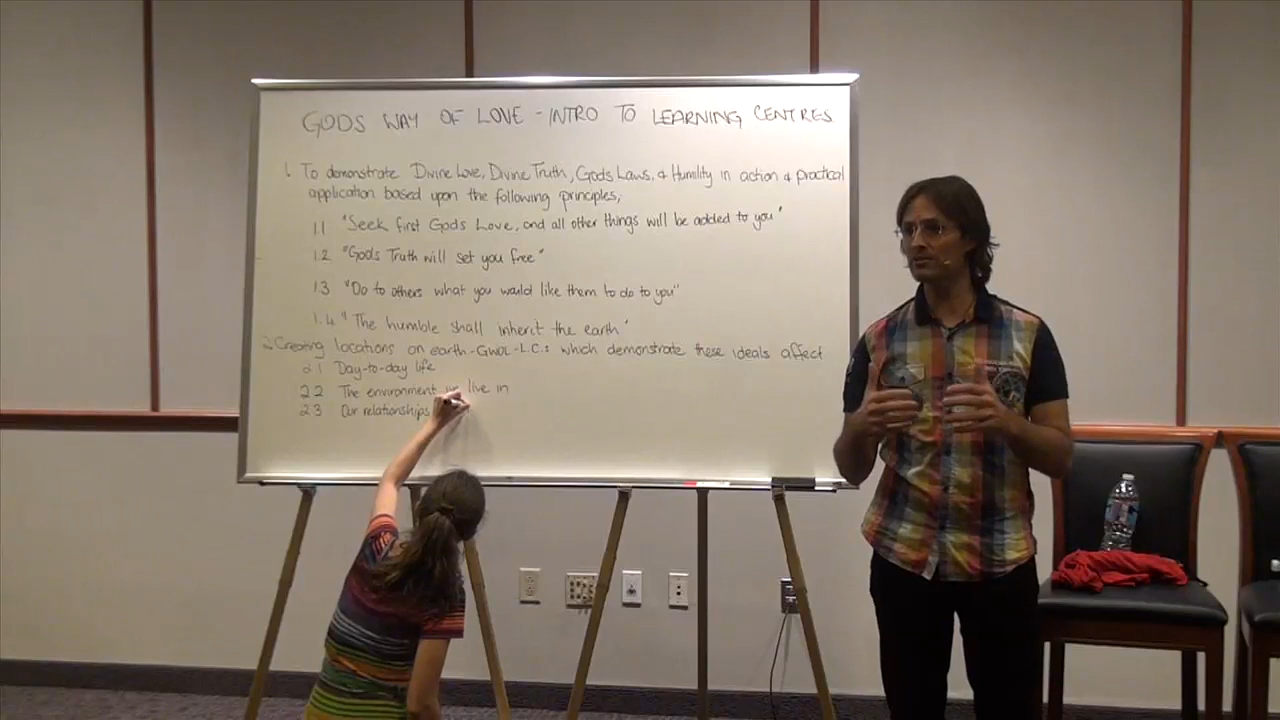 GODS WAY OF LOVE - INTRO TO LEARNING CENTRES
1. To demonstrate Divine Love, Divine Truth, Gods Laws, & Humility in action & practical
application based upon the following principles,
1.1 "Seek first Gods Love, and all other things will be added to you"
1.2 "Gods Truth will set you free"
1.3 "Do to others what you would like them to do to you"
1.4 "The humble shall inherit the earth"
2. Creating locations on earth - GWOL - L.C.s which demonstrate these ideals affect
2.1 Day-to-day life
2.2 The environment we live in
2.3 Our relationships